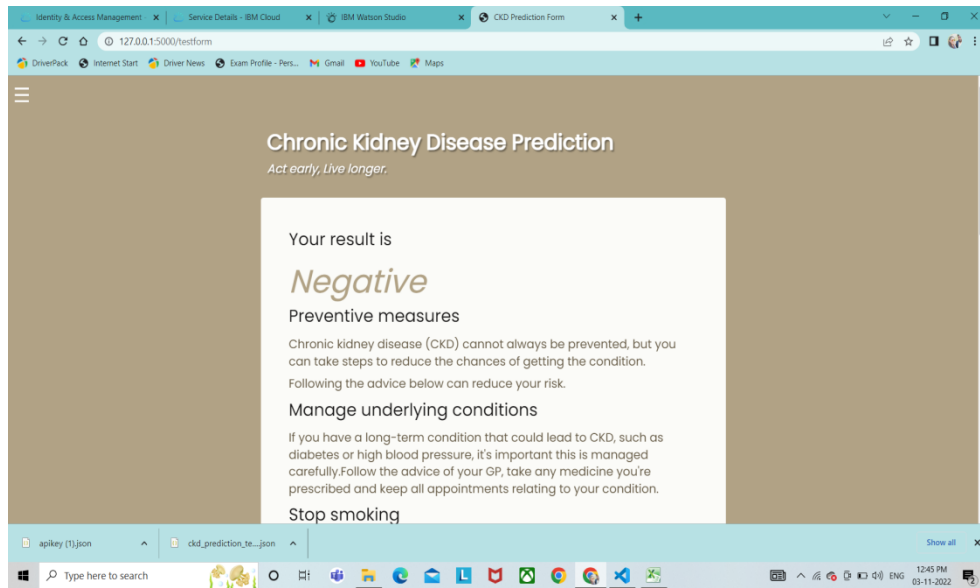 Identity & Access Management -
Service Details - IBM Cloud
IBM Watson Studio
CKD Prediction Form
127.0.0.1:5000/testform
DriverPack
Internet Start
Driver News
Exam Profile - Pers...
Gmail
YouTube
Maps
Chronic Kidney Disease Prediction
Act early, Live longer.
Your result is
Negative
Preventive measures
Chronic kidney disease (CKD) cannot always be prevented, but you
can take steps to reduce the chances of getting the condition.
Following the advice below can reduce your risk.
Manage underlying conditions
If you have a long-term condition that could lead to CKD, such as
diabetes or high blood pressure, it's important this is managed
carefully.Follow the advice of your GP, take any medicine you're
prescribed and keep all appointments relating to your condition.
Stop smoking
apikey (1).json
ckd_prediction_te....json
Show all
Type here to search
ENG
12:45 PM
03-11-2022